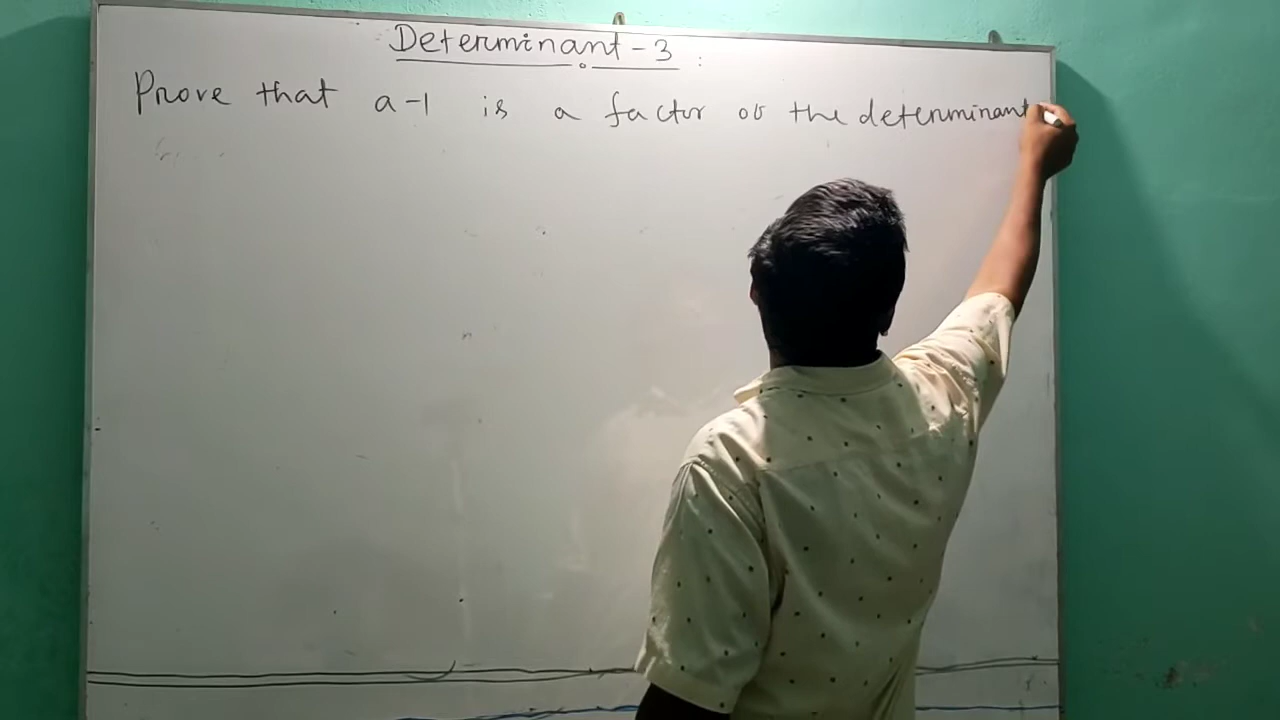 Determinant - 3 :
Prove that a-1 is a factor of the determinant